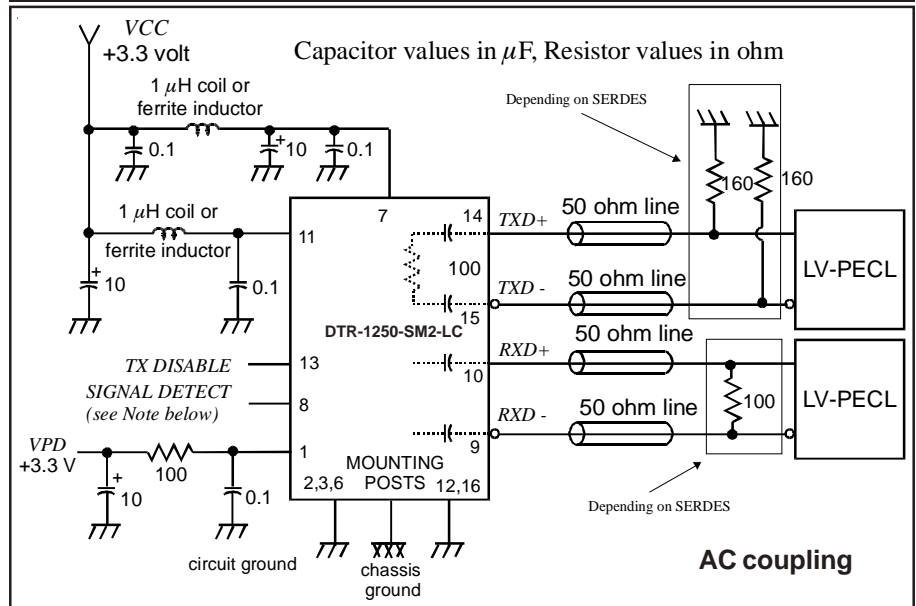 VCC
+3.3 volt
Capacitor values in μF, Resistor values in ohm
1 μH coil or
ferrite inductor
0.1
+
10
0.1
Depending on SERDES
160
160
1 μH coil or
ferrite inductor
+
10
0.1
7
11
14
100
15
DTR-1250-SM2-LC
13
10
8
1
9
MOUNTING
POSTS
2,3,6
12,16
TXD+
50 ohm line
TXD -
50 ohm line
LV-PECL
RXD+
50 ohm line
RXD -
50 ohm line
100
LV-PECL
TX DISABLE
SIGNAL DETECT
(see Note below)
VPD
+3.3 V
100
+
10
0.1
Depending on SERDES
circuit ground
chassis
ground
AC coupling